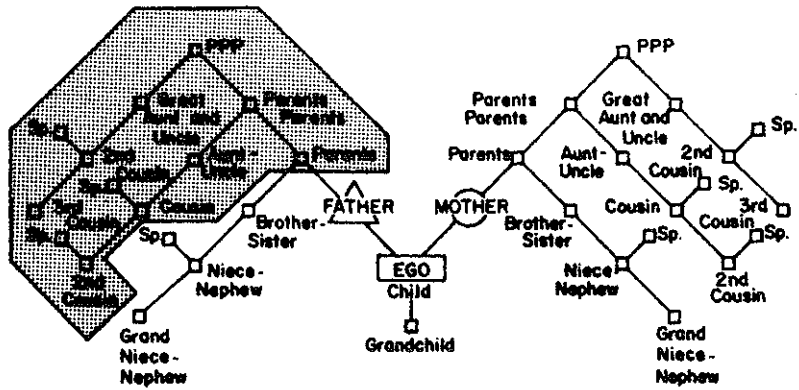 PPP
Great
Aunt and
Uncle
Parents
Parents
Sp.
2nd
Cousin
Aunt-
Uncle
Parents
Sp.
3rd
Cousin
Cousin
Sp.
2nd
Cousin
FATHER
Brother-
Sister
Sp.
Niece-
Nephew
Grand
Niece-
Nephew
MOTHER
EGO
Child
Grandchild
PPP
Parents
Parents
Great
Aunt and
Uncle
Sp.
Parents
Aunt-
Uncle
2nd
Cousin
Sp.
Brother-
Sister
Cousin
3rd
Cousin
Sp.
Sp.
Niece
Nephew
2nd
Cousin
Grand
Niece-
Nephew